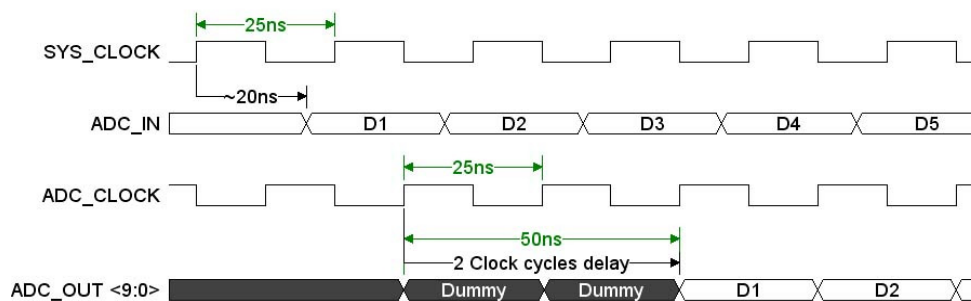 25ns
SYS_CLOCK
~20ns
ADC_IN D1 D2 D3 D4 D5
25ns
ADC_CLOCK
50ns
2 Clock cycles delay
ADC_OUT <9:0> Dummy Dummy D1 D2